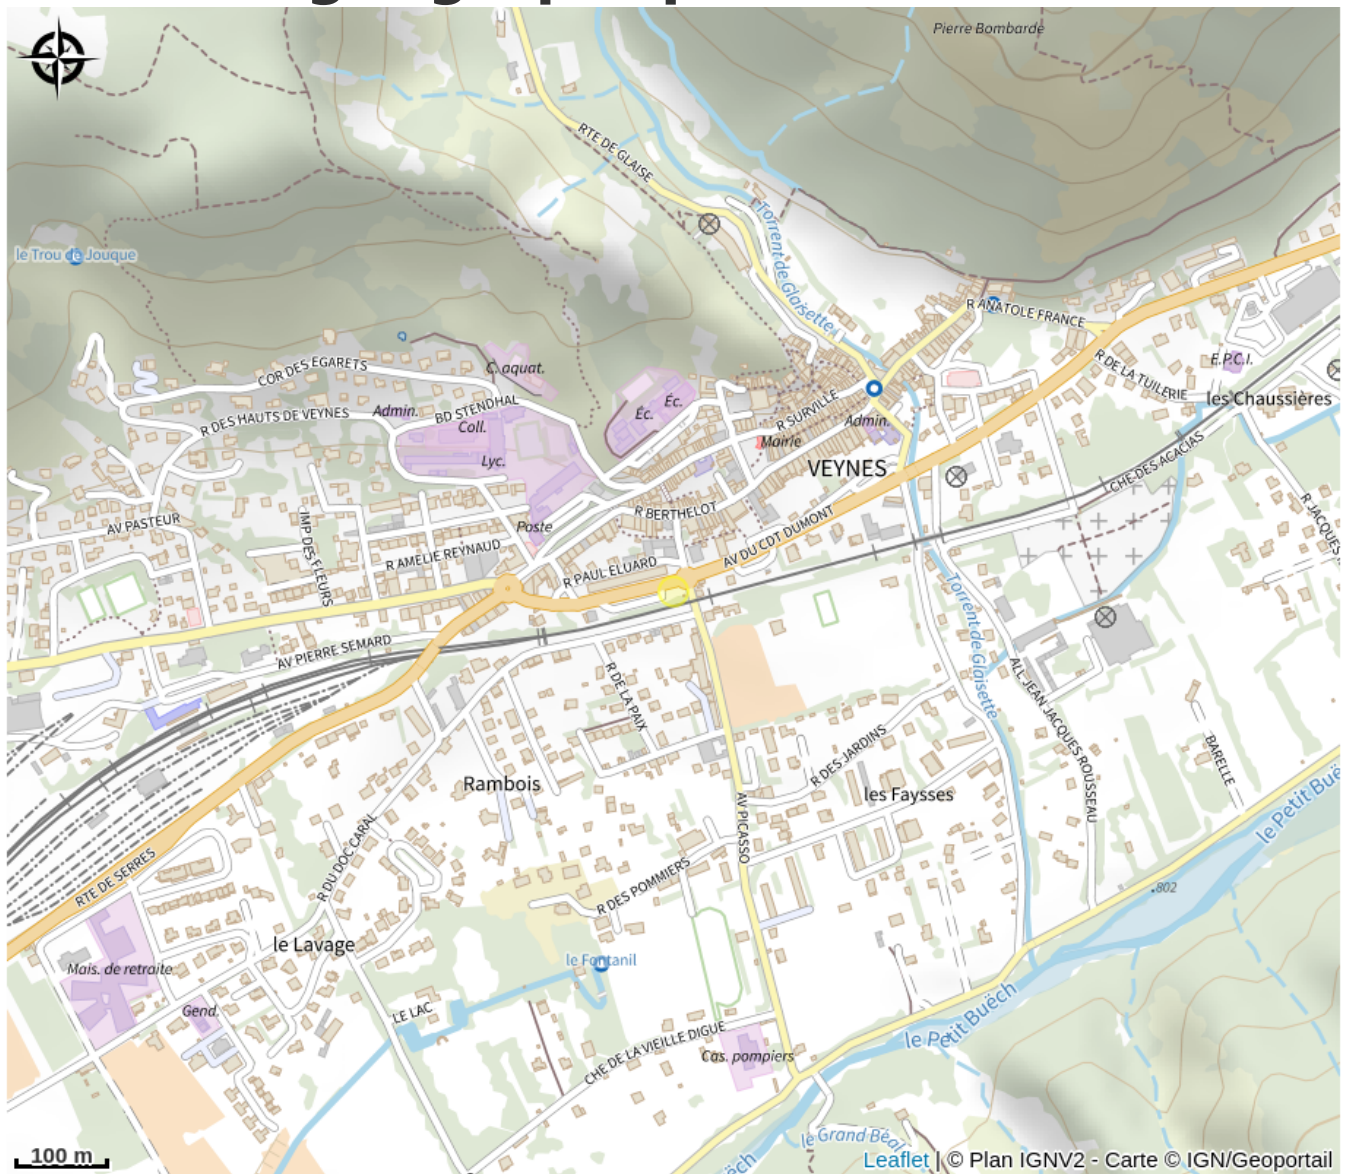 Pierre Bombarde
RTE DE GLAISE
Torrent de Glaisette
le Trou de Jouque
R ANATOLE FRANCE
R DE LA TUILERIE
E.P.C.I.
les Chaussières
COR DES EGARETS
C. aquat.
R DES HAUTS DE VEYNES
Admin.
BD STENDHAL
Coll.
Éc.
Éc.
R SURVILLE
Admin.
Mairie
Lyc.
VEYNES
CHE DES ACACIAS
R JACQUES
AV PASTEUR
IMP DES FLEURS
Poste
R BERTHELOT
R AMELIE REYNAUD
AV DU CDT DUMONT
R PAUL ELUARD
Torrent de Glaisette
AV PIERRE SEMARD
R DE LA PAIX
ALL JEAN JACQUES ROUSSEAU
R DES JARDINS
BARELLE
Rambois
les Faysses
le Petit Buë
AV PICASSO
R DU DOC CARAL
RTE DE SERRES
R DES POMMIERS
802
le Lavage
le Fontanil
Mais. de retraite
Gend.
LE LAC
le Petit Buëch
CHE DE LA VIEILLE DIGUE
Cas. pompiers
le Grand Béal
ëch
100 m
Leaflet | © Plan IGNV2 - Carte © IGN/Geoportail